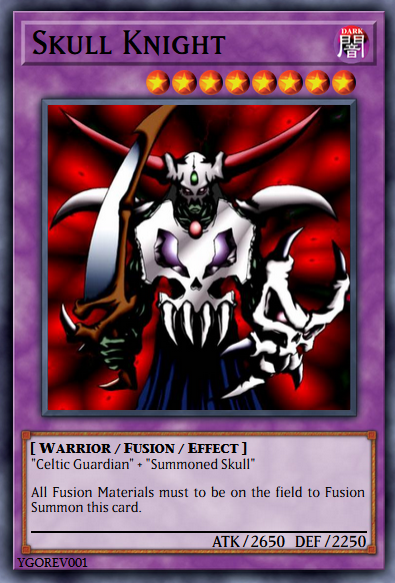 Skull Knight
DARK
闇
[ Warrior / Fusion / Effect ]
"Celtic Guardian" + "Summoned Skull"
All Fusion Materials must to be on the field to Fusion
Summon this card.
ATK / 2650 DEF / 2250
YGOREV001